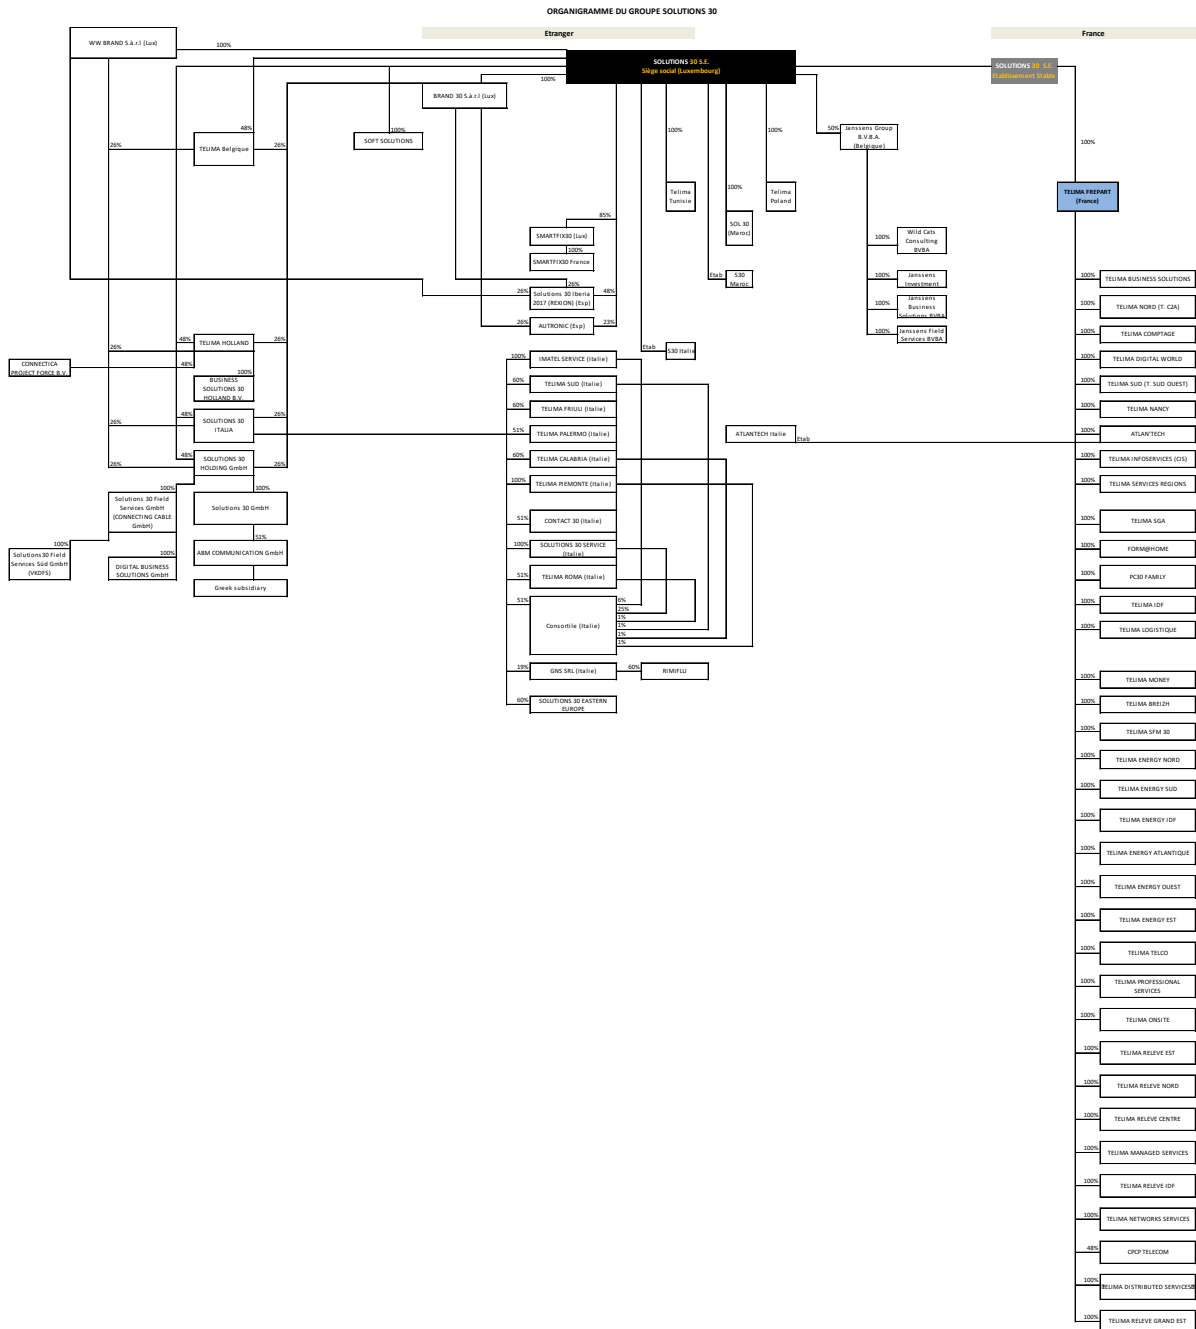 ORGANIGRAMME DU GROUPE SOLUTIONS 30
Etranger
France
WW BRAND S.à.r.l (Lux)
100%
SOLUTIONS 30 S.E.
Siège social (Luxembourg)
SOLUTIONS 30 S.E.
Etablissement Stable
100%
BRAND 30 S.à.r.l (Lux)
48%
26%
TELIMA Belgique
26%
100%
SOFT SOLUTIONS
100%
100%
50%
Janssens Group
B.V.B.A.
(Belgique)
100%
Telima
Tunisie
100%
Telima
Poland
TELIMA FREPART
(France)
SOL 30
(Maroc)
85%
SMARTFIX30 (Lux)
100%
SMARTFIX30 France
100%
Wild Cats
Consulting
BVBA
Etab
S30
Maroc
100%
Janssens
Investment
26%
26%
Solutions 30 Iberia
2017 (REXION) (Esp)
48%
100%
Janssens
Business
Solutions BVBA
26%
AUTRONIC (Esp)
23%
100%
Janssens Field
Services BVBA
48%
TELIMA HOLLAND
26%
26%
Etab
S30 Italie
CONNECTICA
PROJECT FORCE B.V.
48%
100%
BUSINESS
SOLUTIONS 30
HOLLAND B.V.
48%
26%
SOLUTIONS 30
ITALIA
26%
48%
26%
SOLUTIONS 30
HOLDING GmbH
26%
100%
Solutions 30 Field
Services GmbH
(CONNECTING CABLE
GmbH)
100%
Solutions 30 GmbH
100%
Solutions30 Field
Services Süd GmbH
(VKDFS)
100%
DIGITAL BUSINESS
SOLUTIONS GmbH
51%
ABM COMMUNICATION GmbH
Greek subsidiary
100%
IMATEL SERVICE (Italie)
60%
TELIMA SUD (Italie)
60%
TELIMA FRIULI (Italie)
51%
TELIMA PALERMO (Italie)
ATLANTECH Italie
Etab
60%
TELIMA CALABRIA (Italie)
100%
TELIMA PIEMONTE (Italie)
51%
CONTACT 30 (Italie)
100%
SOLUTIONS 30 SERVICE
(Italie)
51%
TELIMA ROMA (Italie)
51%
Consortile (Italie)
6%
25%
1%
1%
1%
1%
19%
GNS SRL (Italie)
60%
RIMIFLU
60%
SOLUTIONS 30 EASTERN
EUROPE
100%
TELIMA BUSINESS SOLUTIONS
100%
TELIMA NORD (T. C2A)
100%
TELIMA COMPTAGE
100%
TELIMA DIGITAL WORLD
100%
TELIMA SUD (T. SUD OUEST)
100%
TELIMA NANCY
100%
ATLAN'TECH
100%
TELIMA INFOSERVICES (CIS)
100%
TELIMA SERVICES REGIONS
100%
TELIMA SGA
100%
FORM@HOME
100%
PC30 FAMILY
100%
TELIMA IDF
100%
TELIMA LOGISTIQUE
100%
TELIMA MONEY
100%
TELIMA BREIZH
100%
TELIMA SFM 30
100%
TELIMA ENERGY NORD
100%
TELIMA ENERGY SUD
100%
TELIMA ENERGY IDF
100%
TELIMA ENERGY ATLANTIQUE
100%
TELIMA ENERGY OUEST
100%
TELIMA ENERGY EST
100%
TELIMA TELCO
100%
TELIMA PROFESSIONAL
SERVICES
100%
TELIMA ONSITE
100%
TELIMA RELEVE EST
100%
TELIMA RELEVE NORD
100%
TELIMA RELEVE CENTRE
100%
TELIMA MANAGED SERVICES
100%
TELIMA RELEVE IDF
100%
TELIMA NETWORKS SERVICES
48%
CPCP TELECOM
100%
TELIMA DISTRIBUTED SERVICES
100%
TELIMA RELEVE GRAND EST